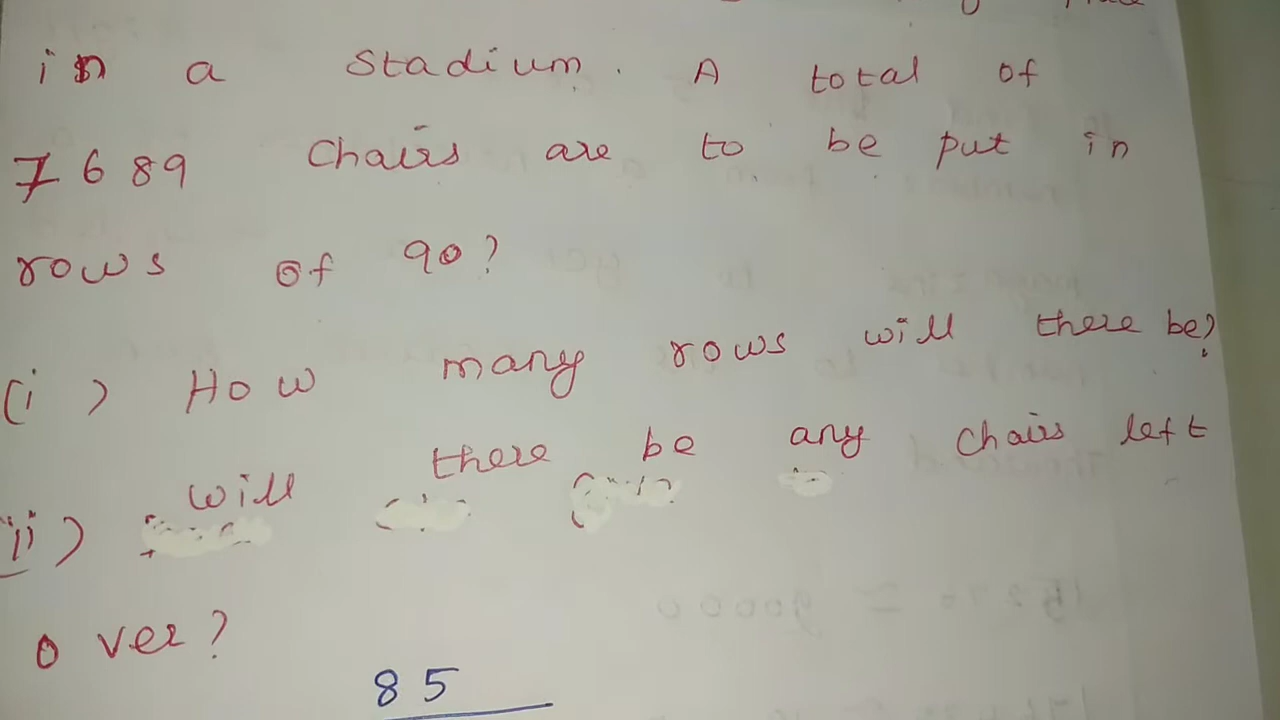 in a stadium. A total of
7689 chairs are to be put in
rows of 90?
(i) How many rows will there be?
(ii) will there be any chairs left
over?
85